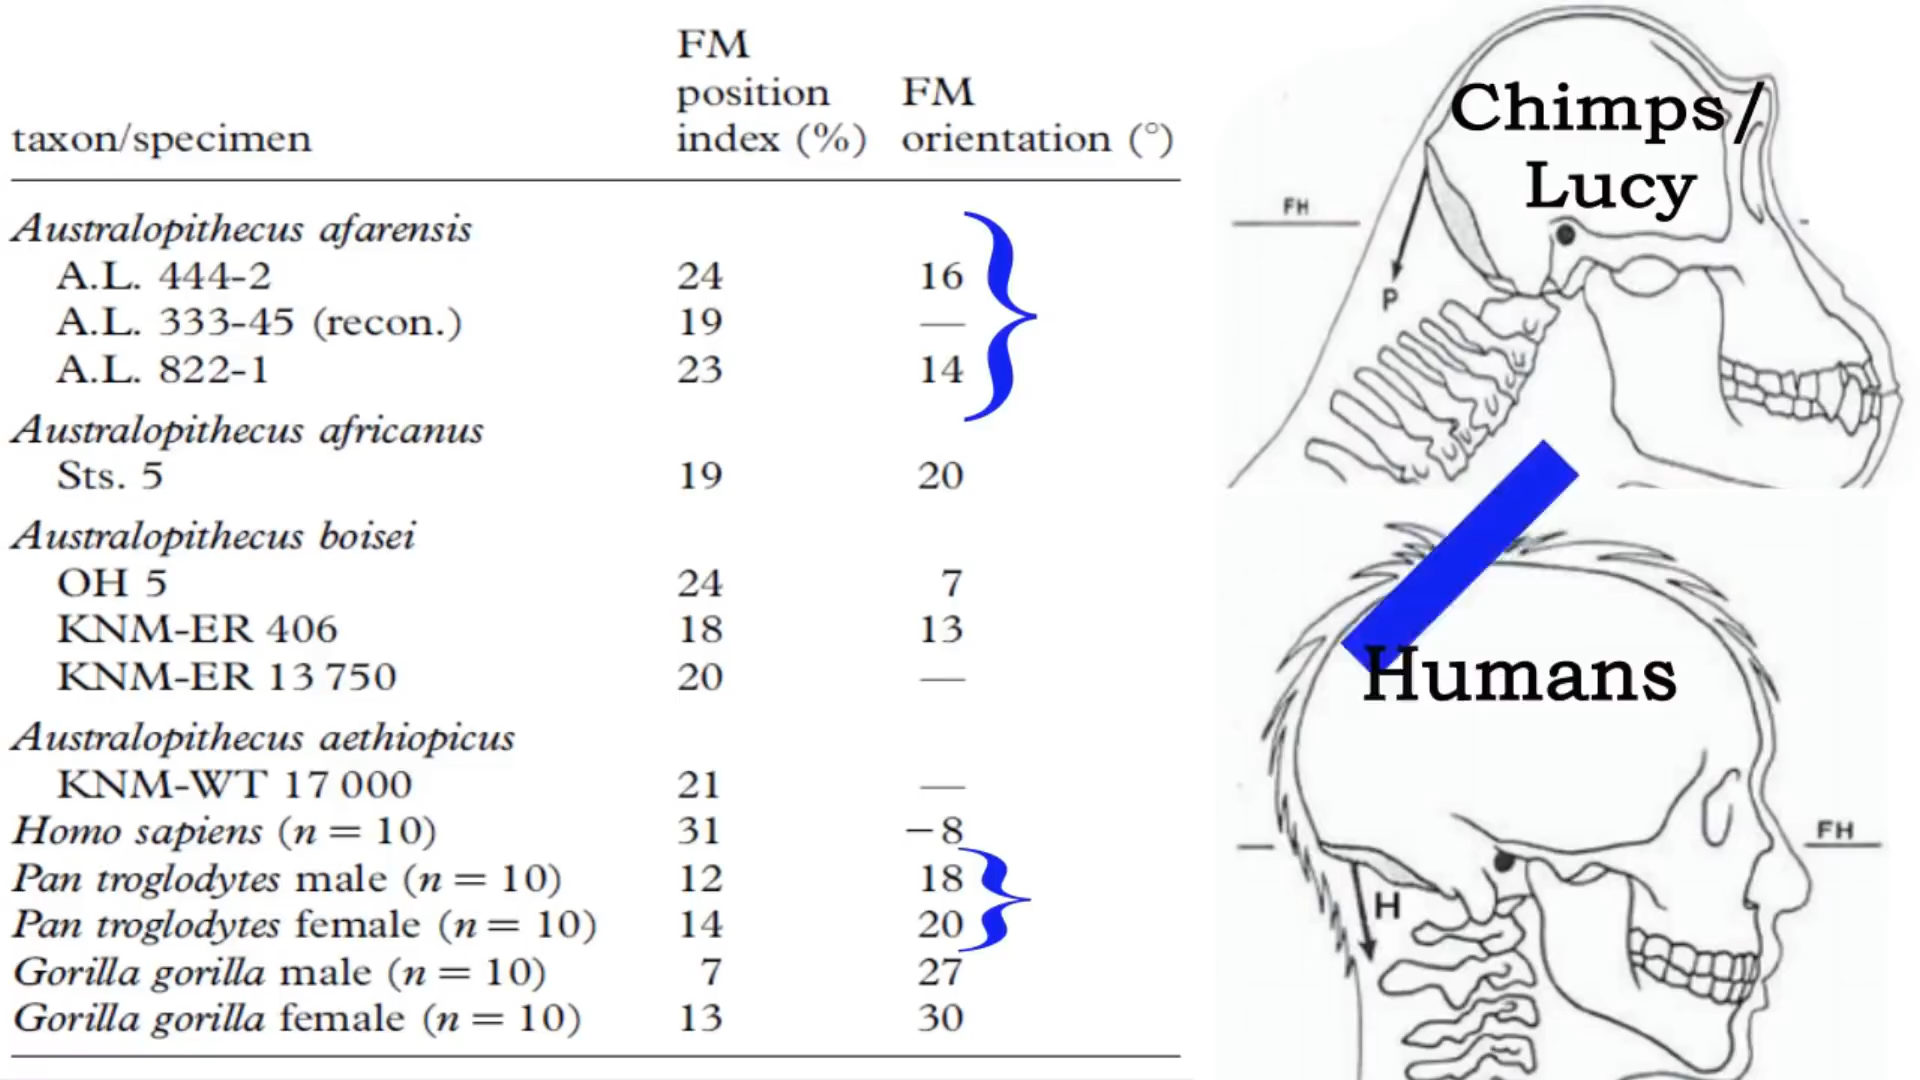 FM
position FM
taxon/specimen index (%) orientation (°)
Australopithecus afarensis
A.L. 444-2 24 16
A.L. 333-45 (recon.) 19 —
A.L. 822-1 23 14
Australopithecus africanus
Sts. 5 19 20
Australopithecus boisei
OH 5 24 7
KNM-ER 406 18 13
KNM-ER 13 750 20 —
Australopithecus aethiopicus
KNM-WT 17 000 21 —
Homo sapiens (n = 10) 31 −8
Pan troglodytes male (n = 10) 12 18
Pan troglodytes female (n = 10) 14 20
Gorilla gorilla male (n = 10) 7 27
Gorilla gorilla female (n = 10) 13 30
Chimps/
Lucy
FH
P
Humans
FH
H